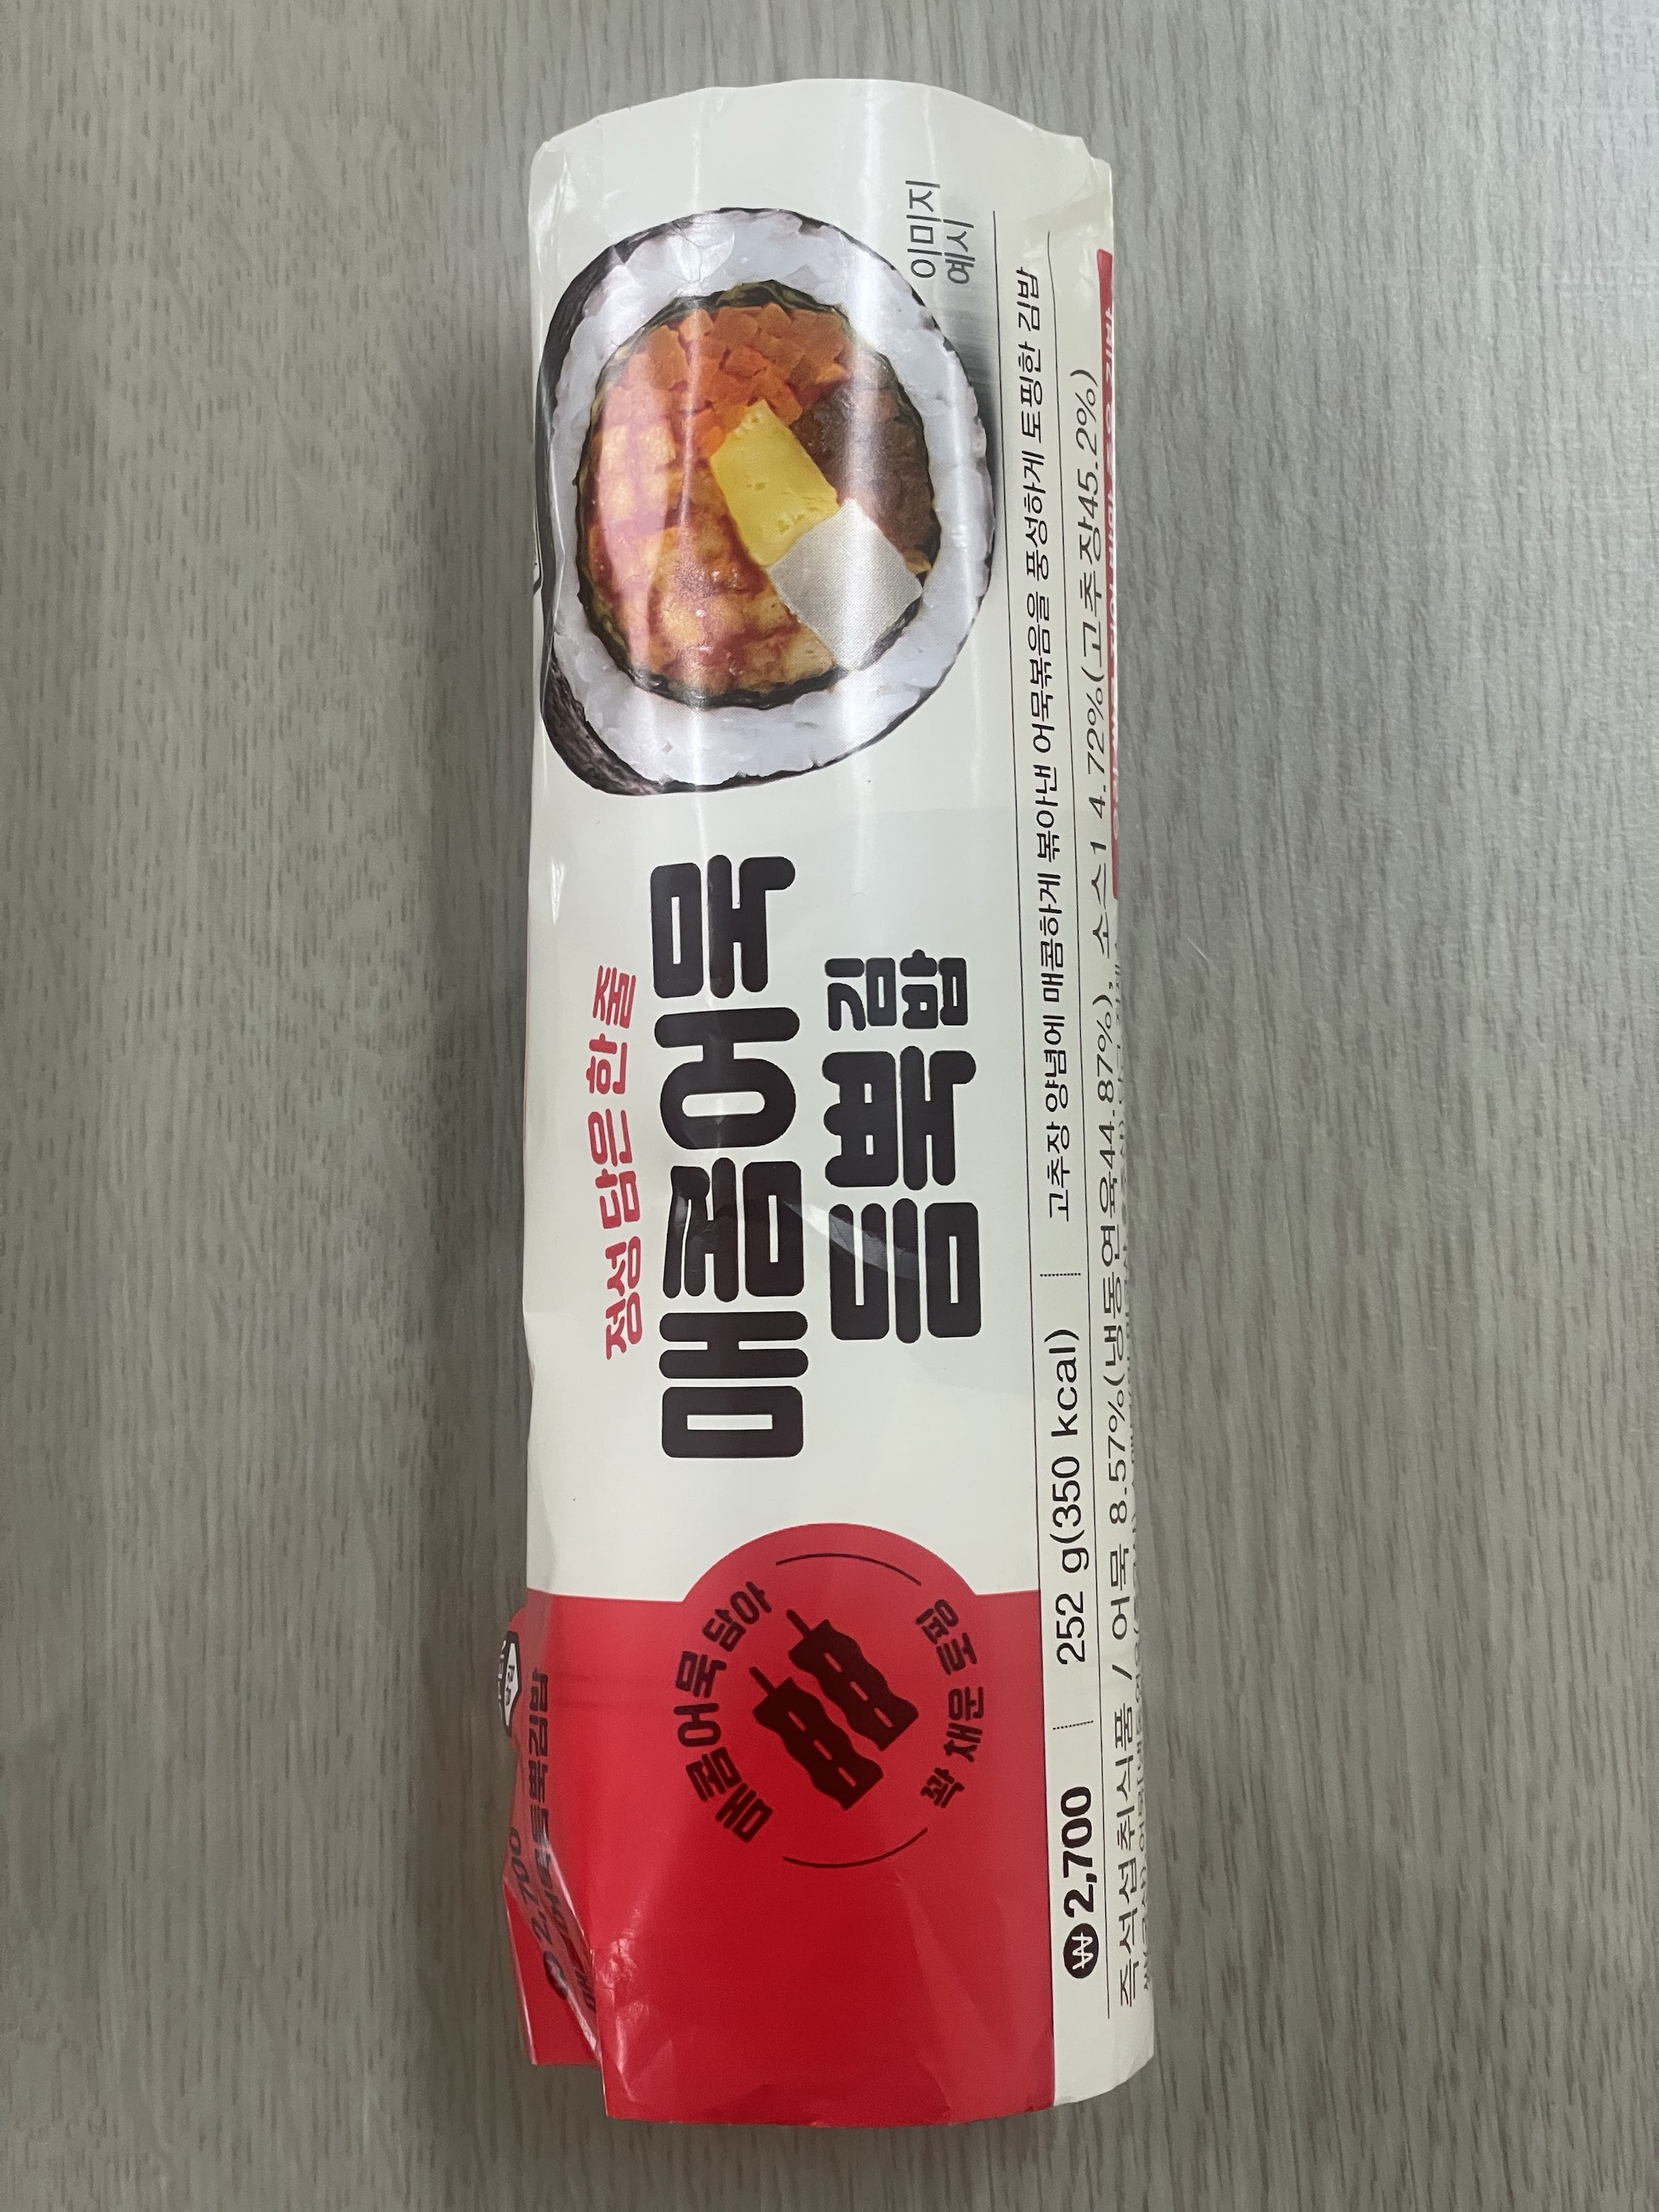 정성 담은 한 줄
매콤어묵
듬뿍 김밥
이미지
예시
매콤어묵 담아
꽉 채운 토핑
₩2,700 252 g(350 kcal) 고추장 양념에 매콤하게 볶아낸 어묵볶음을 풍성하게 토핑한 김밥
즉석섭취식품 / 어묵 8.57%(냉동연육44.87%), 소스1 4.72%(고추장45.2%)
2,700